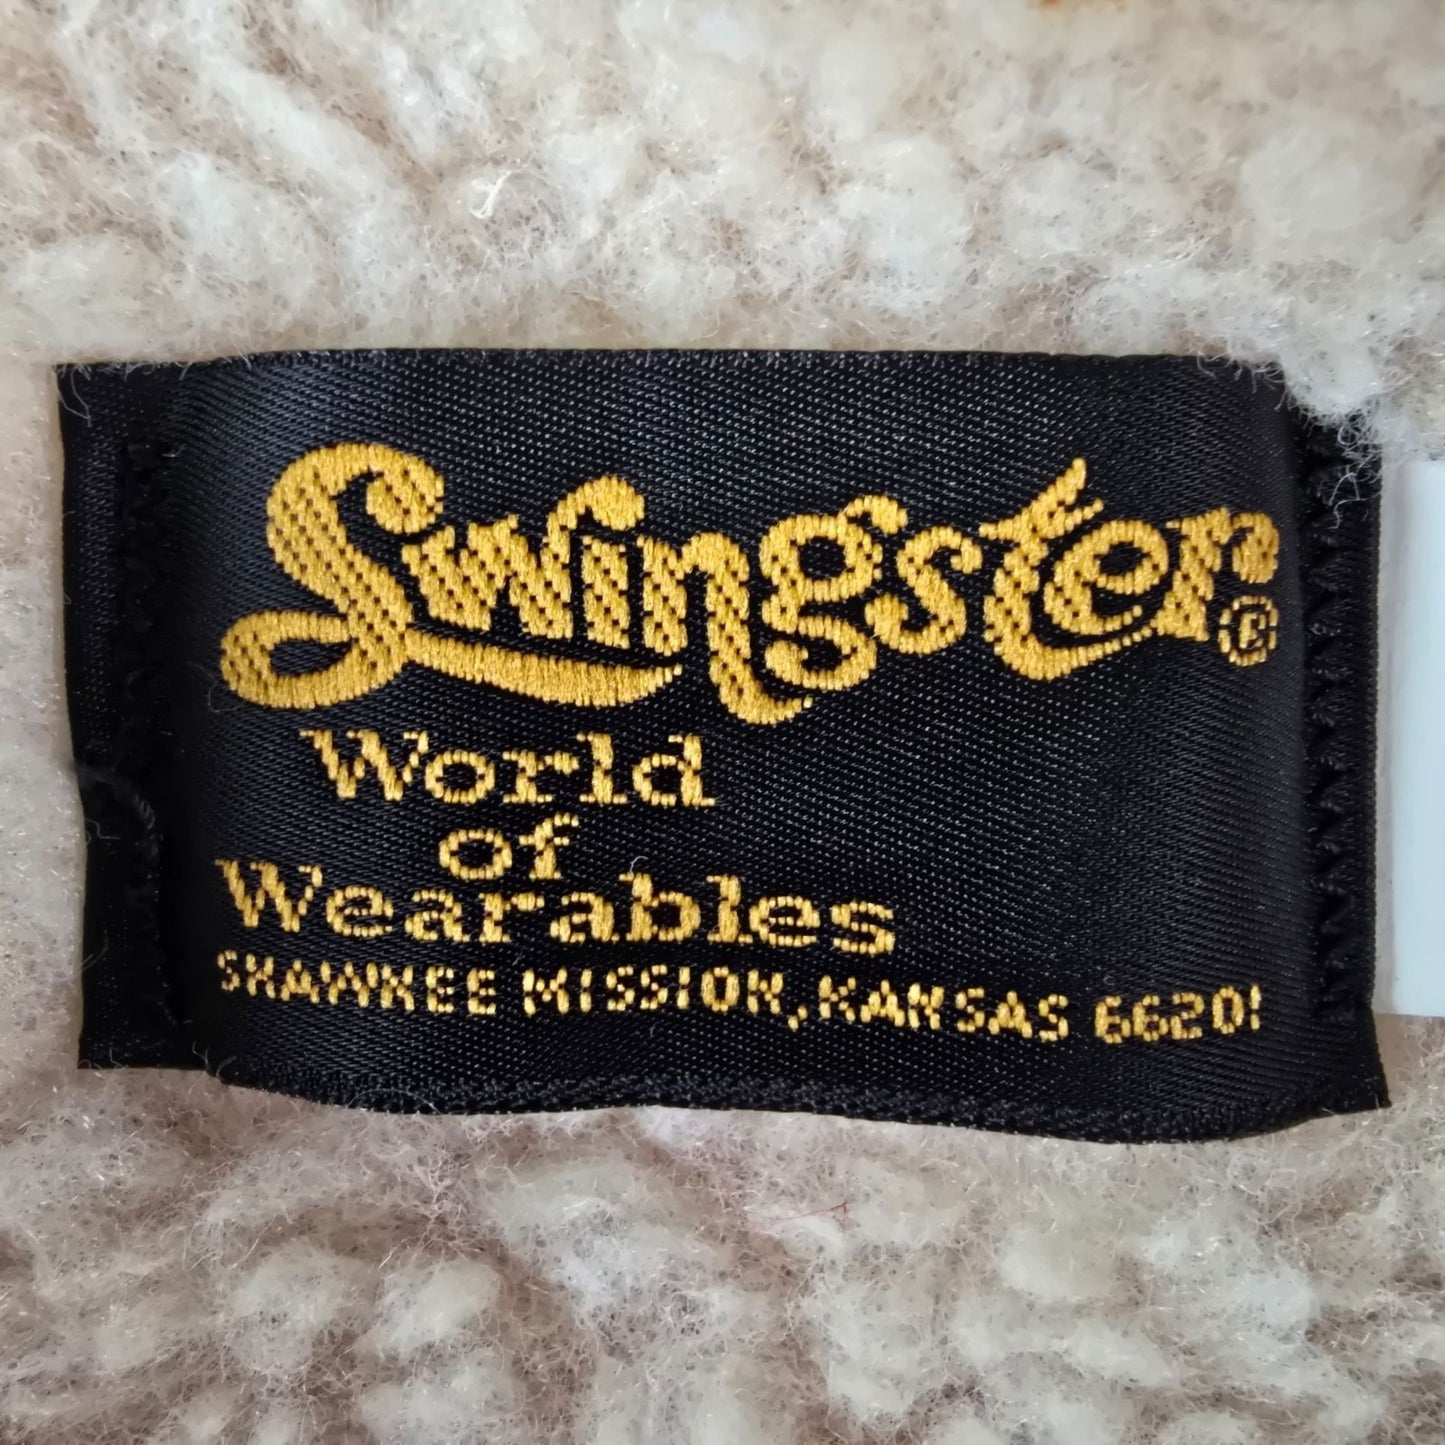 Swingster®
World
of
Wearables
SHAWNEE MISSION, KANSAS 66201